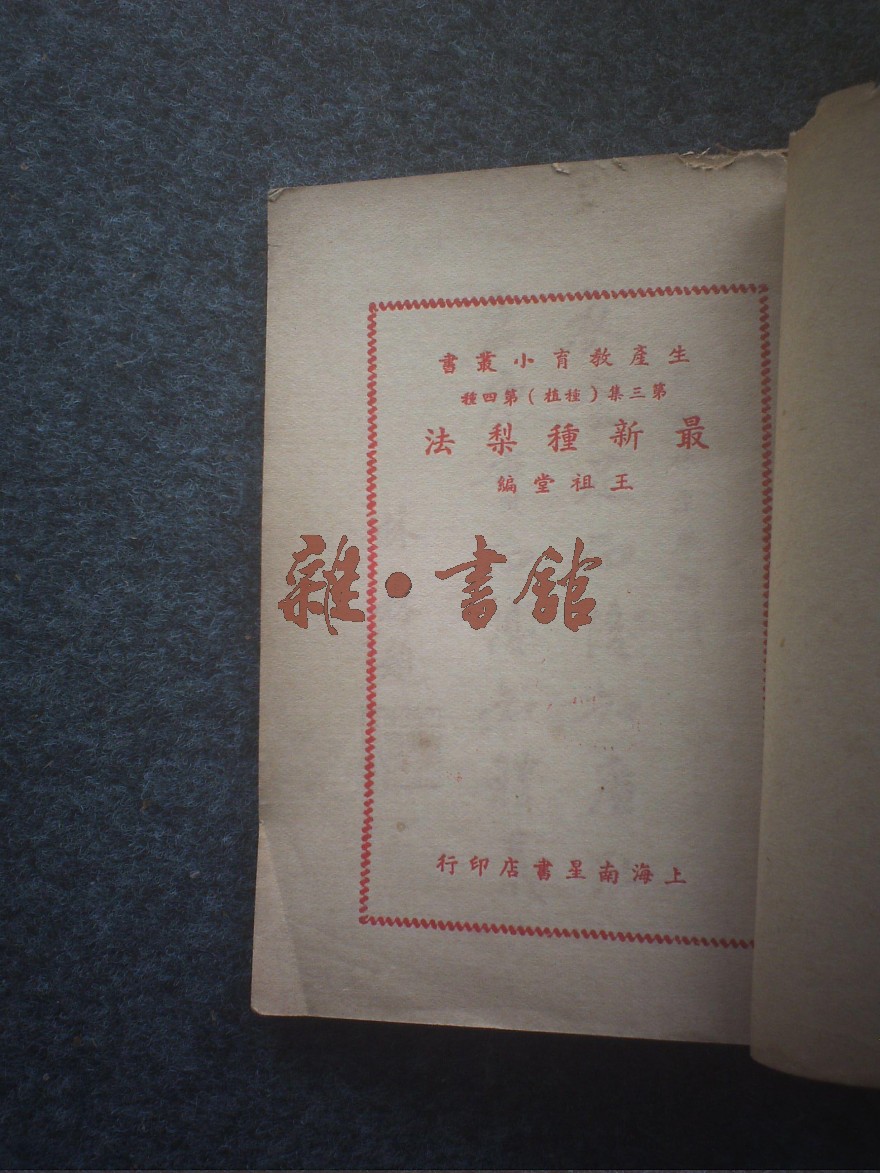 生產教育小叢書
第三集(種植)第四種
最新種梨法
王祖堂編
雜·書館
上海南星書店印行